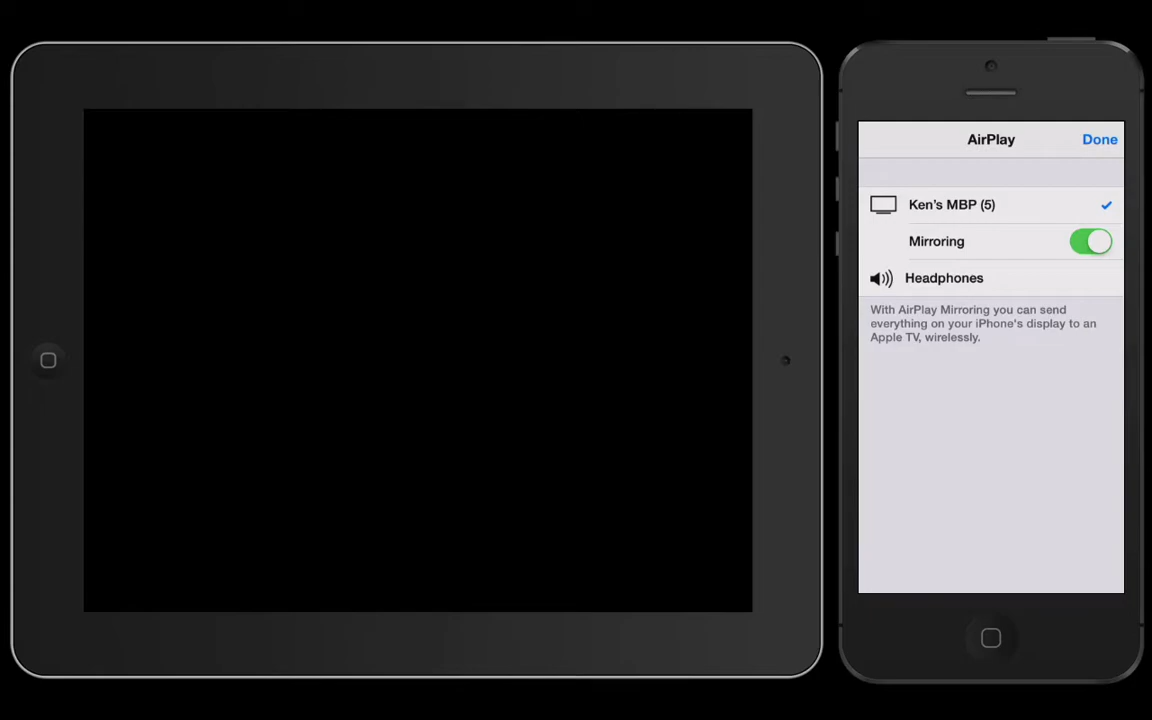 AirPlay Done
Ken's MBP (5)
Mirroring
Headphones
With AirPlay Mirroring you can send
everything on your iPhone's display to an
Apple TV, wirelessly.